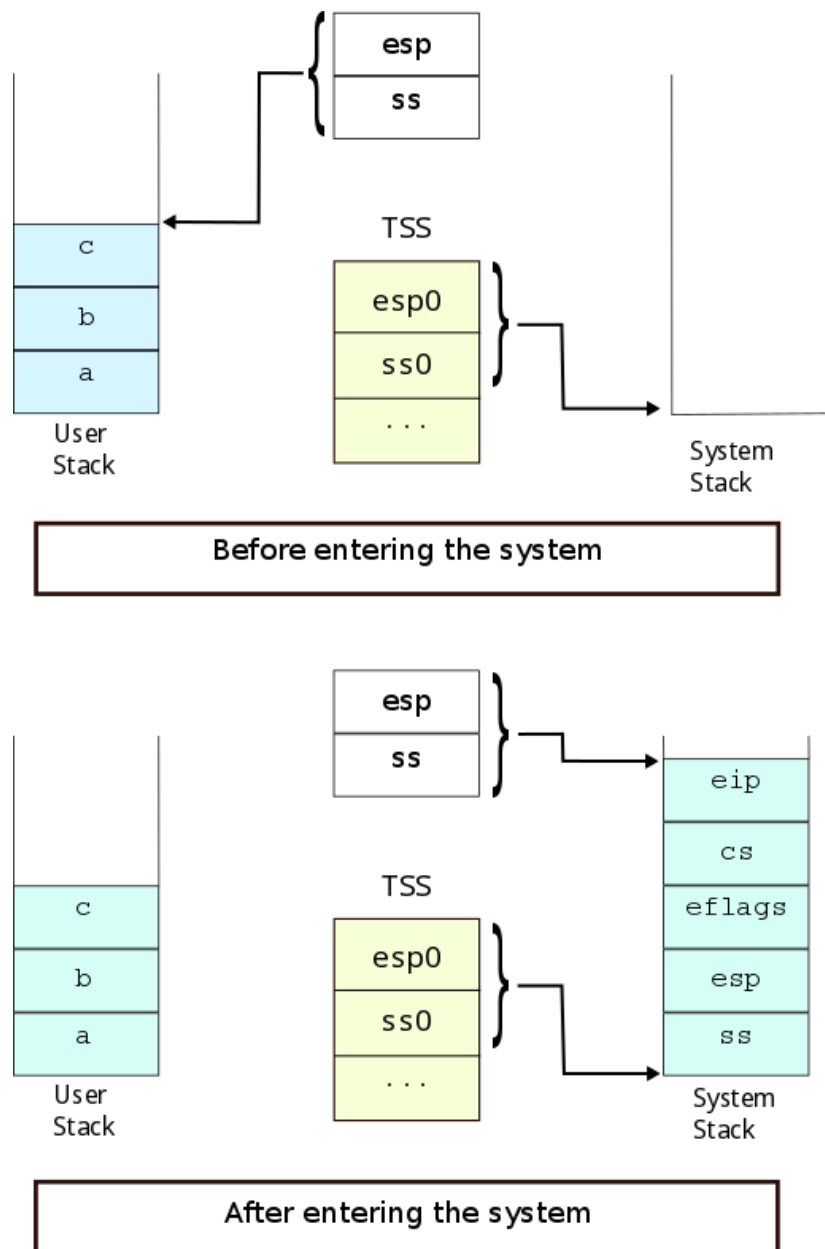 esp
ss
TSS
c
esp0
b
ss0
a
...
User
Stack
System
Stack
Before entering the system
esp
ss
eip
cs
TSS
c
eflags
esp0
b
esp
ss0
a
ss
...
User
Stack
System
Stack
After entering the system